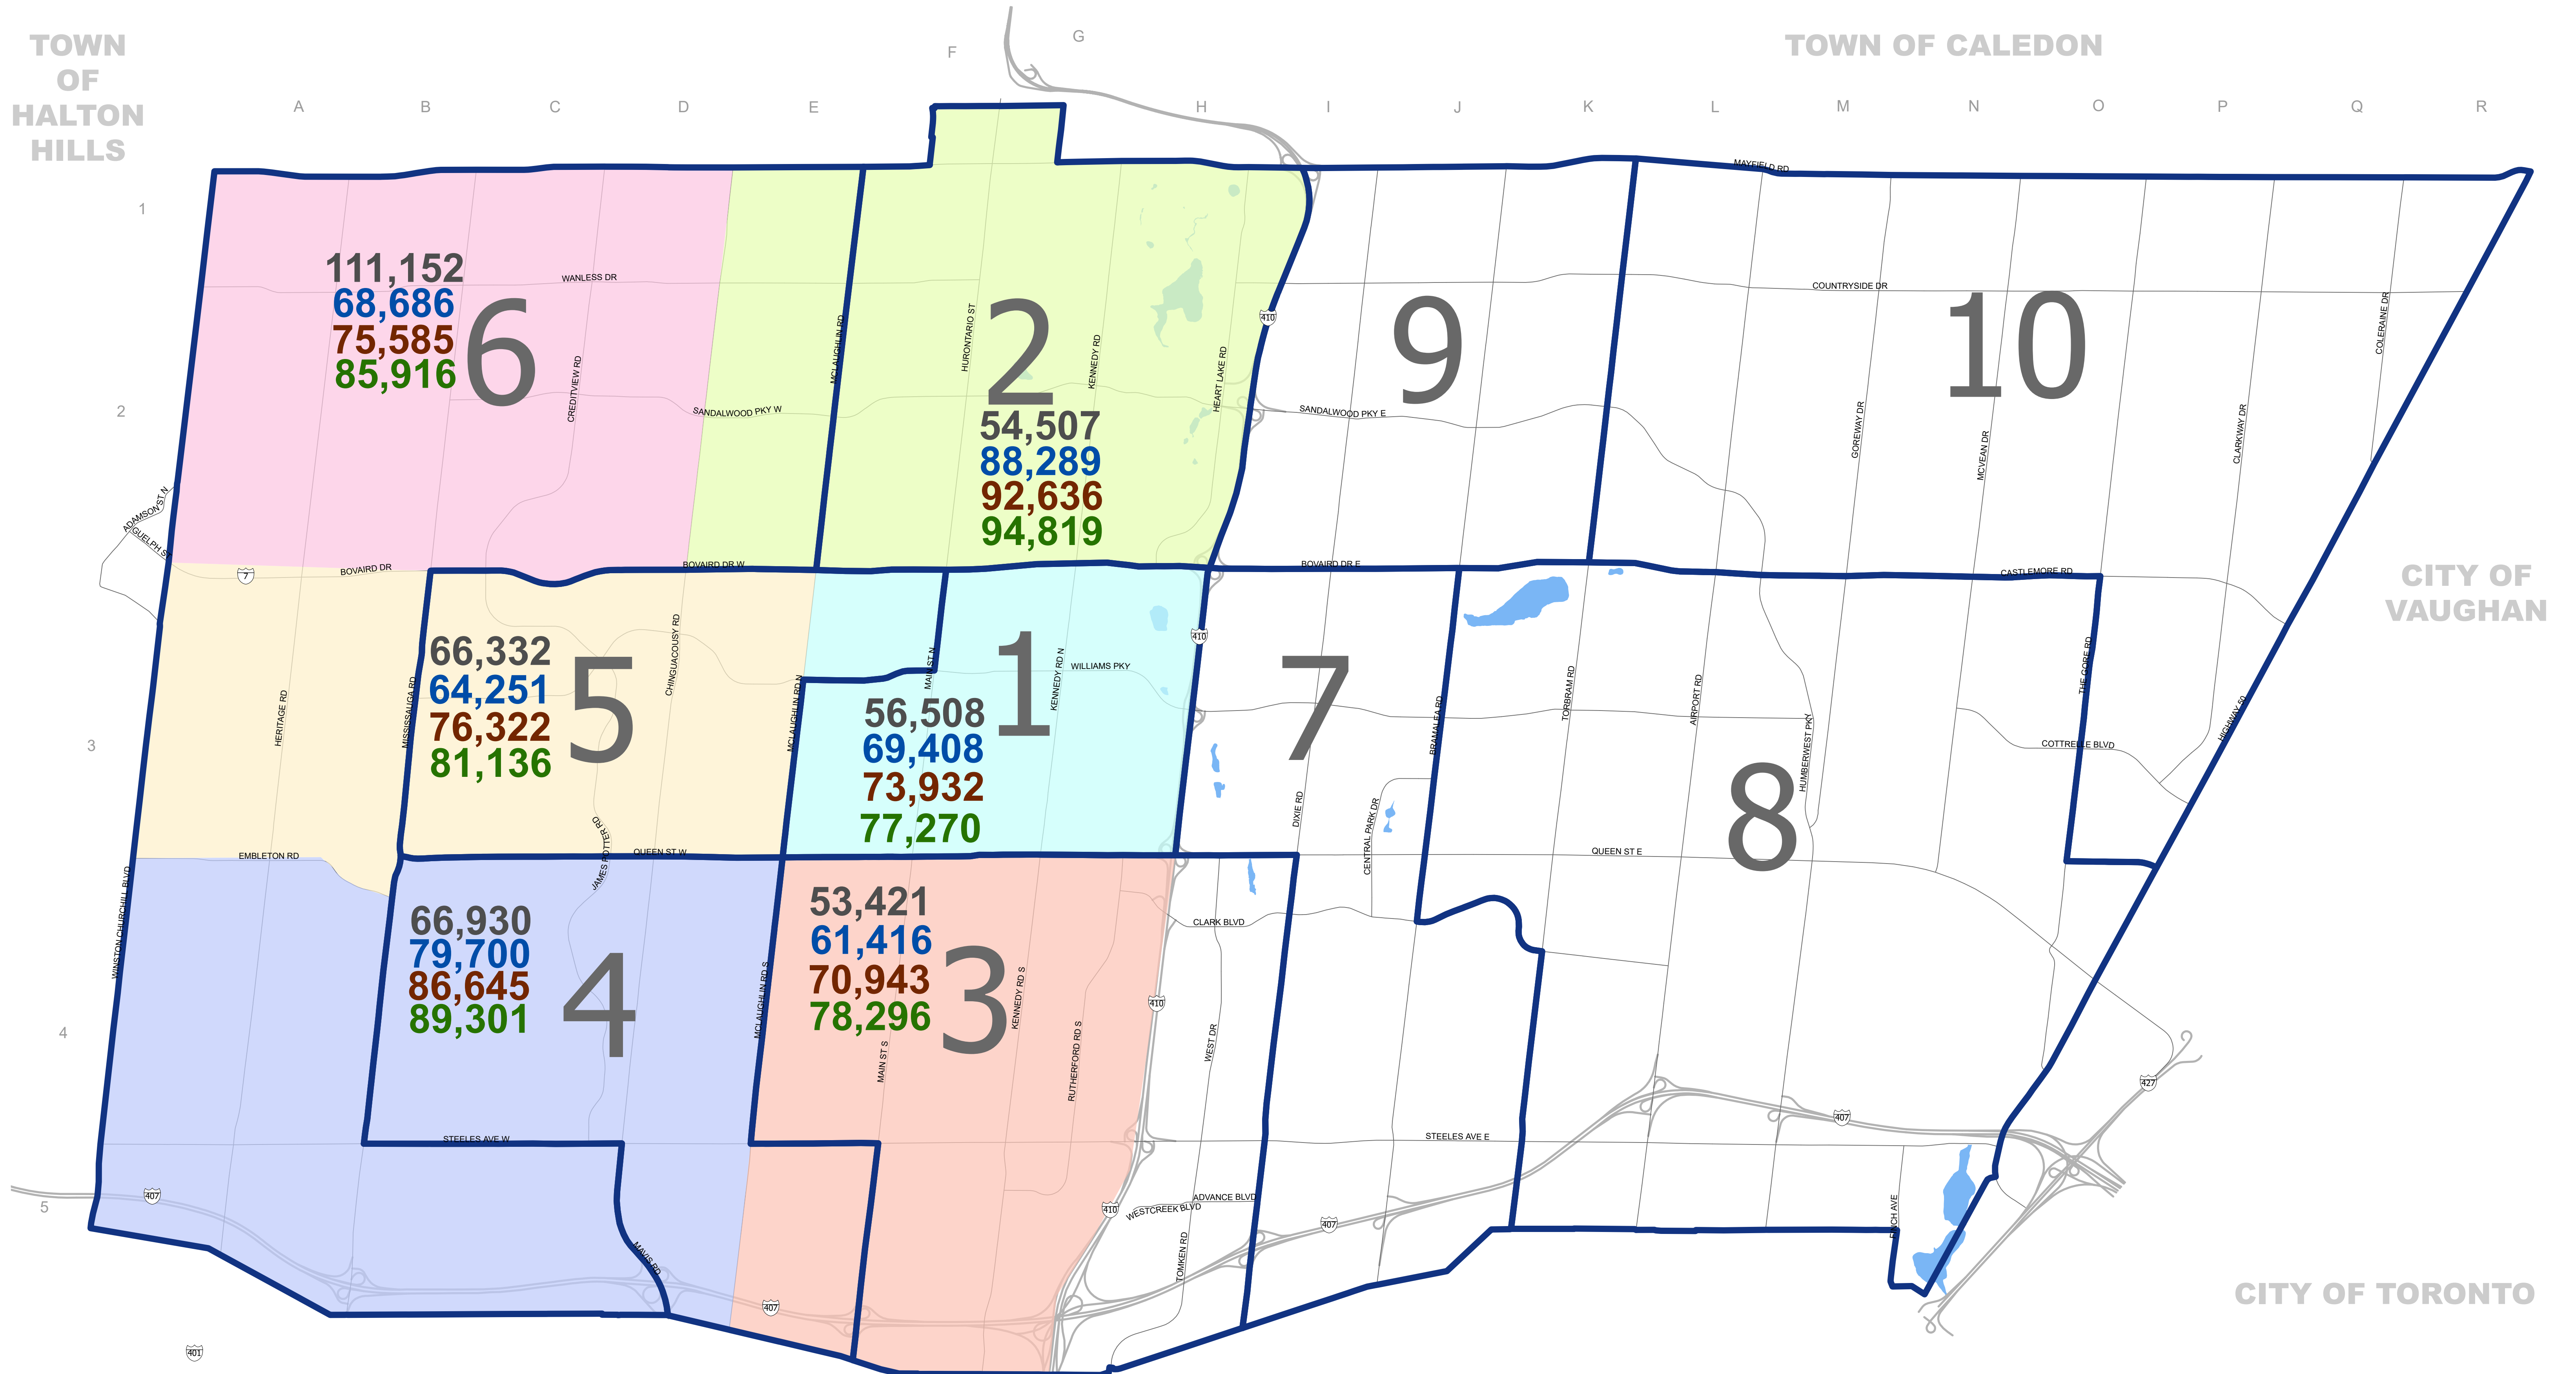 TOWN
OF
HALTON
HILLS
TOWN OF CALEDON
F
G
A
B
C
D
E
H
I
J
K
L
M
N
O
P
Q
R
1
2
3
4
5
MAYFIELD RD
WANLESS DR
COUNTRYSIDE DR
111,152
68,686
75,585
85,916
6
CREDITVIEW RD
MCLAUGHLIN RD
HURONTARIO ST
KENNEDY RD
HEART LAKE RD
410
2
54,507
88,289
92,636
94,819
9
10
COLERAINE DR
SANDALWOOD PKY W
SANDALWOOD PKY E
GOREWAY DR
MCVEAN DR
CLARKWAY DR
ADAMSON ST N
GUELPH ST
7
BOVAIRD DR
BOVAIRD DR W
BOVAIRD DR E
CASTLEMORE RD
CITY OF
VAUGHAN
HERITAGE RD
MISSISSAUGA RD
66,332
64,251
76,322
81,136
5
CHINGUACOUSY RD
MCLAUGHLIN RD N
MAIN ST N
KENNEDY RD N
WILLIAMS PKY
410
1
56,508
69,408
73,932
77,270
7
DIXIE RD
CENTRAL PARK DR
BRAMALEA RD
TORBRAM RD
AIRPORT RD
HUMBERWEST PKY
8
THE GORE RD
COTTRELLE BLVD
HIGHWAY 50
EMBLETON RD
JAMES POTTER RD
QUEEN ST W
QUEEN ST E
WINSTON CHURCHILL BLVD
66,930
79,700
86,645
89,301
4
MCLAUGHLIN RD S
53,421
61,416
70,943
78,296
3
MAIN ST S
KENNEDY RD S
RUTHERFORD RD S
410
CLARK BLVD
WEST DR
STEELES AVE W
STEELES AVE E
407
427
407
MAVIS RD
407
410
WESTCREEK BLVD
ADVANCE BLVD
TOMKEN RD
407
FINCH AVE
CITY OF TORONTO
401